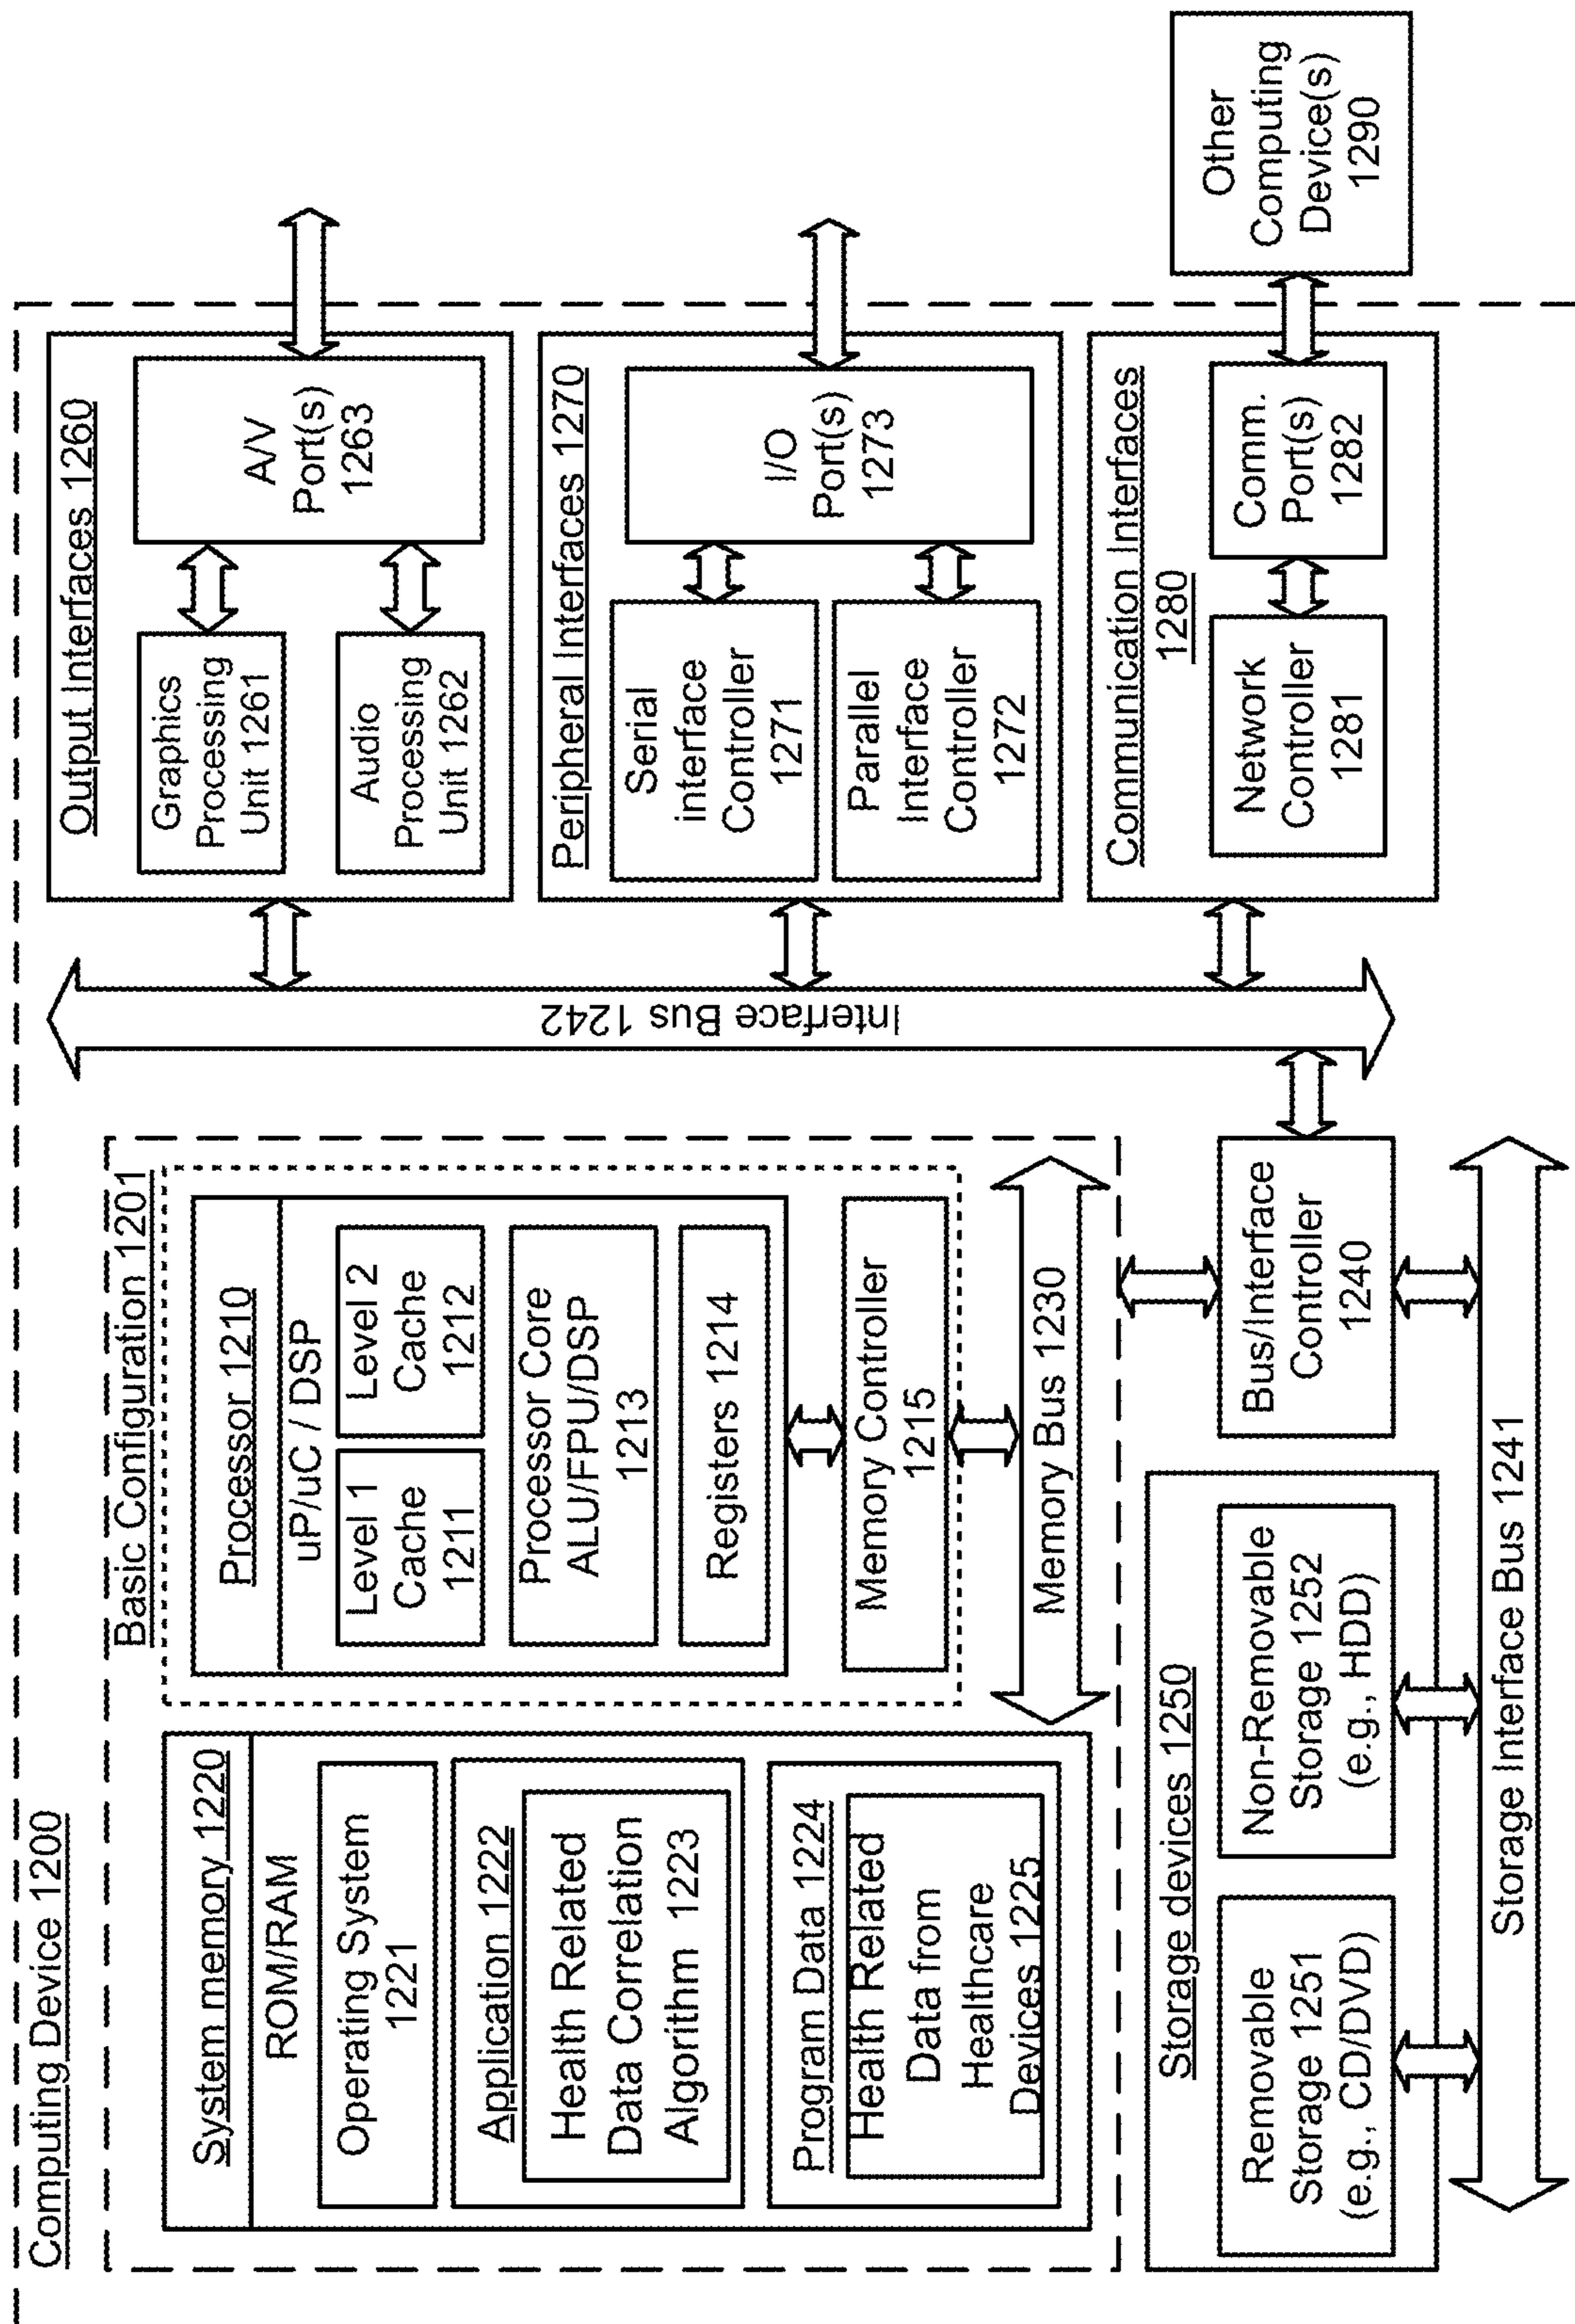 Computing Device 1200
Basic Configuration 1201
System memory 1220
ROM/RAM
Operating System
1221
Application 1222
Health Related
Data Correlation
Algorithm 1223
Program Data 1224
Health Related
Data from
Healthcare
Devices 1225
Processor 1210
uP/uC / DSP
Level 1
Cache
1211
Level 2
Cache
1212
Processor Core
ALU/FPU/DSP
1213
Registers 1214
Memory Controller
1215
Memory Bus 1230
Storage devices 1250
Removable
Storage 1251
(e.g., CD/DVD)
Non-Removable
Storage 1252
(e.g., HDD)
Bus/Interface
Controller
1240
Storage Interface Bus 1241
Interface Bus 1242
Output Interfaces 1260
Graphics
Processing
Unit 1261
Audio
Processing
Unit 1262
A/V
Port(s)
1263
Peripheral Interfaces 1270
Serial
interface
Controller
1271
Parallel
Interface
Controller
1272
I/O
Port(s)
1273
Communication Interfaces
1280
Network
Controller
1281
Comm.
Port(s)
1282
Other
Computing
Device(s)
1290